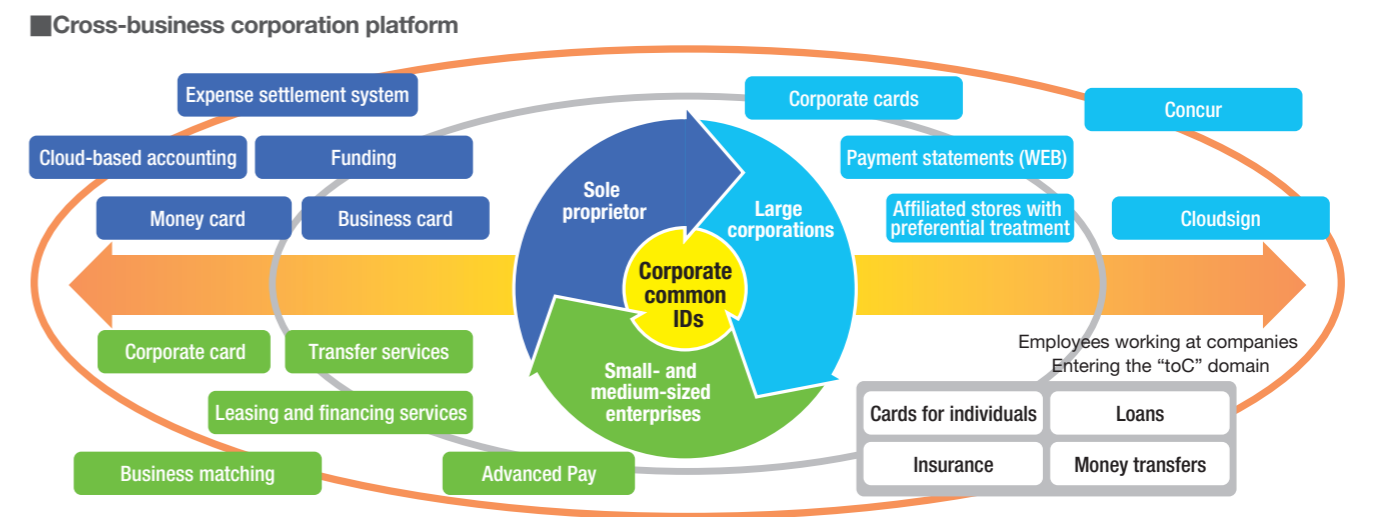 ■Cross-business corporation platform
Expense settlement system
Cloud-based accounting
Funding
Money card
Business card
Corporate cards
Concur
Payment statements (WEB)
Affiliated stores with
preferential treatment
Cloudsign
Sole
proprietor
Large
corporations
Corporate
common
IDs
Small- and
medium-sized
enterprises
Corporate card
Transfer services
Leasing and financing services
Business matching
Advanced Pay
Employees working at companies
Entering the “toC” domain
Cards for individuals
Loans
Insurance
Money transfers